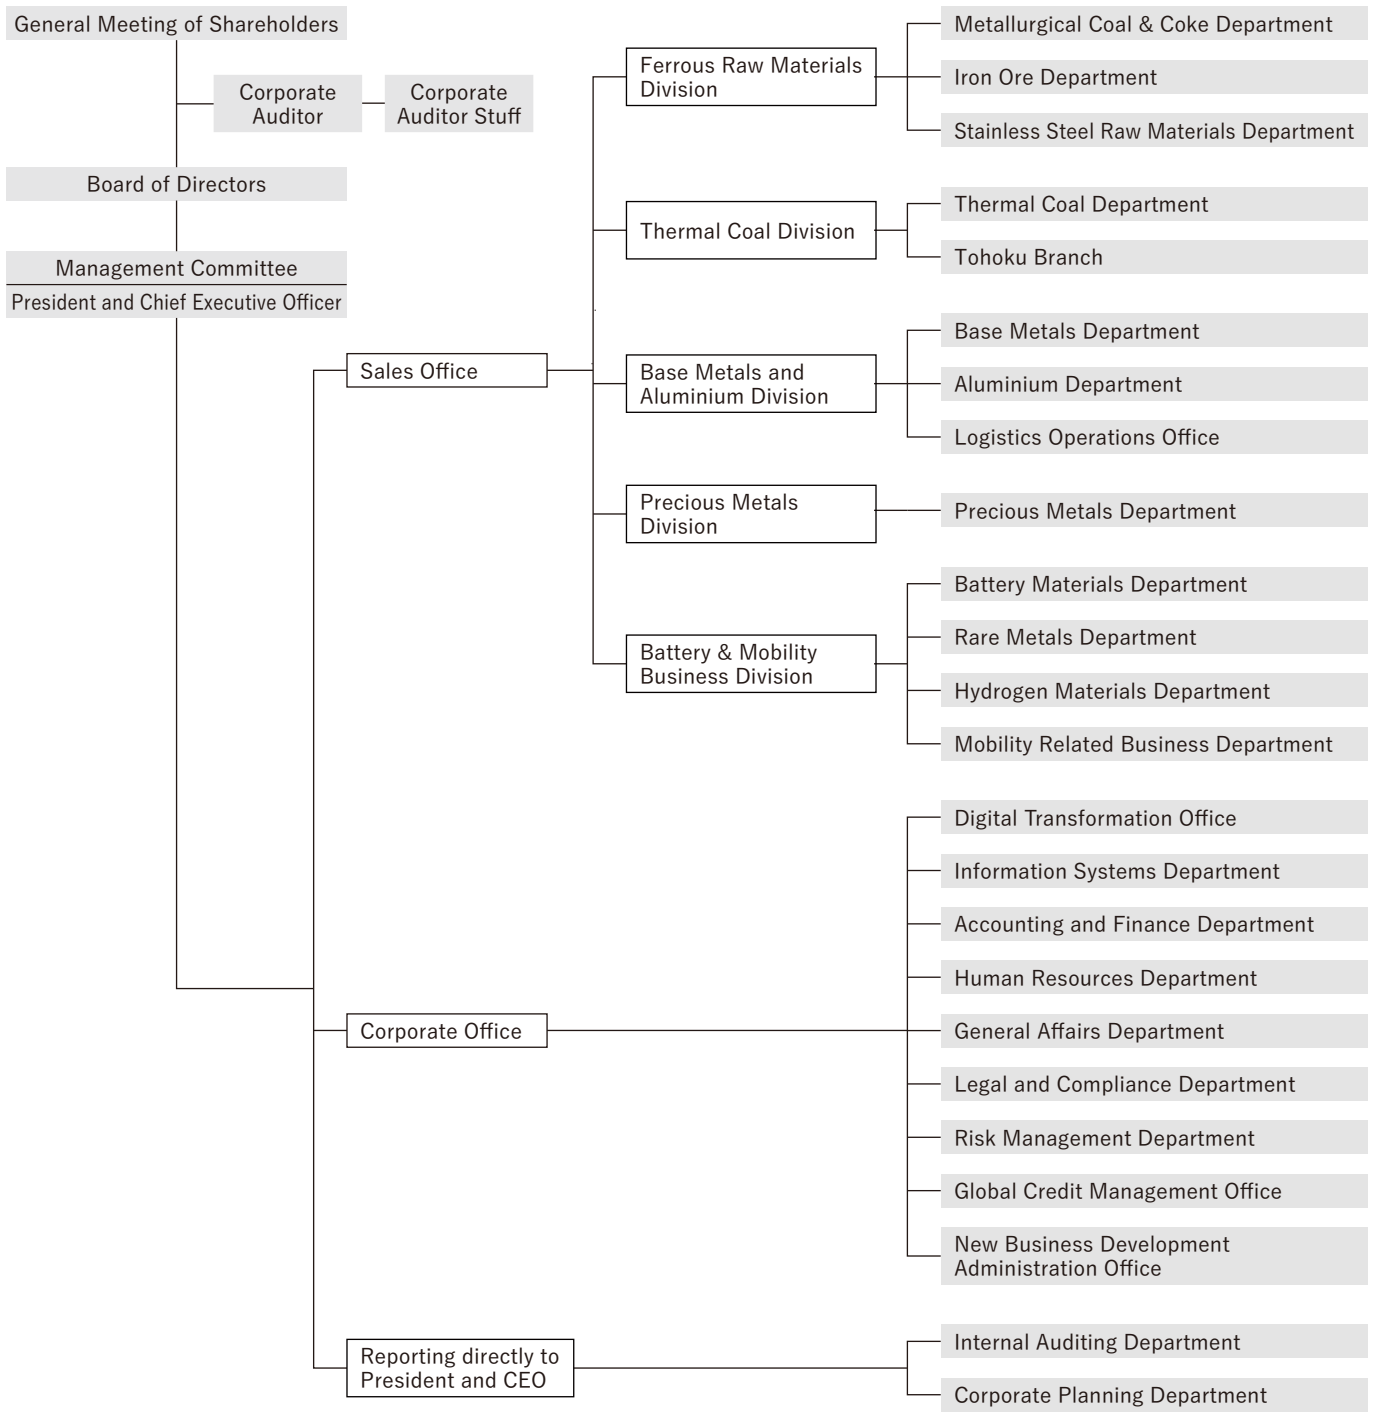 General Meeting of Shareholders
Corporate
Auditor
Corporate
Auditor Stuff
Board of Directors
Management Committee
President and Chief Executive Officer
Sales Office
Ferrous Raw Materials
Division
Metallurgical Coal & Coke Department
Iron Ore Department
Stainless Steel Raw Materials Department
Thermal Coal Division
Thermal Coal Department
Tohoku Branch
Base Metals and
Aluminium Division
Base Metals Department
Aluminium Department
Logistics Operations Office
Precious Metals
Division
Precious Metals Department
Battery & Mobility
Business Division
Battery Materials Department
Rare Metals Department
Hydrogen Materials Department
Mobility Related Business Department
Corporate Office
Digital Transformation Office
Information Systems Department
Accounting and Finance Department
Human Resources Department
General Affairs Department
Legal and Compliance Department
Risk Management Department
Global Credit Management Office
New Business Development
Administration Office
Reporting directly to
President and CEO
Internal Auditing Department
Corporate Planning Department